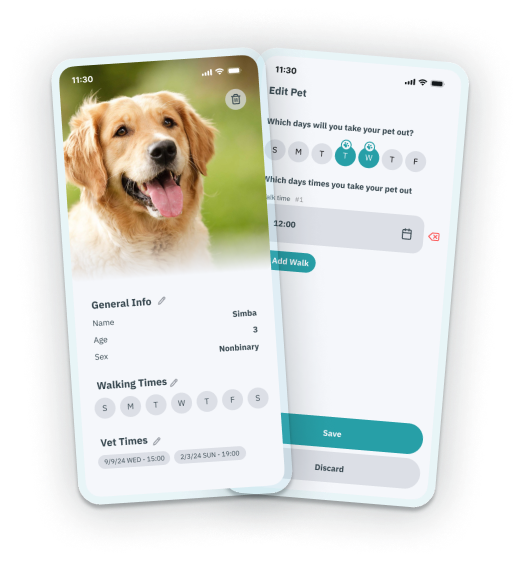 11:30
General Info
Name Simba
Age 3
Sex Nonbinary
Walking Times
S M T W T F S
Vet Times
9/9/24 WED - 15:00 2/3/24 SUN - 19:00
11:30
Edit Pet
Which days will you take your pet out?
S M T T W T F
Which days times you take your pet out
alk time #1
12:00
Add Walk
Save
Discard